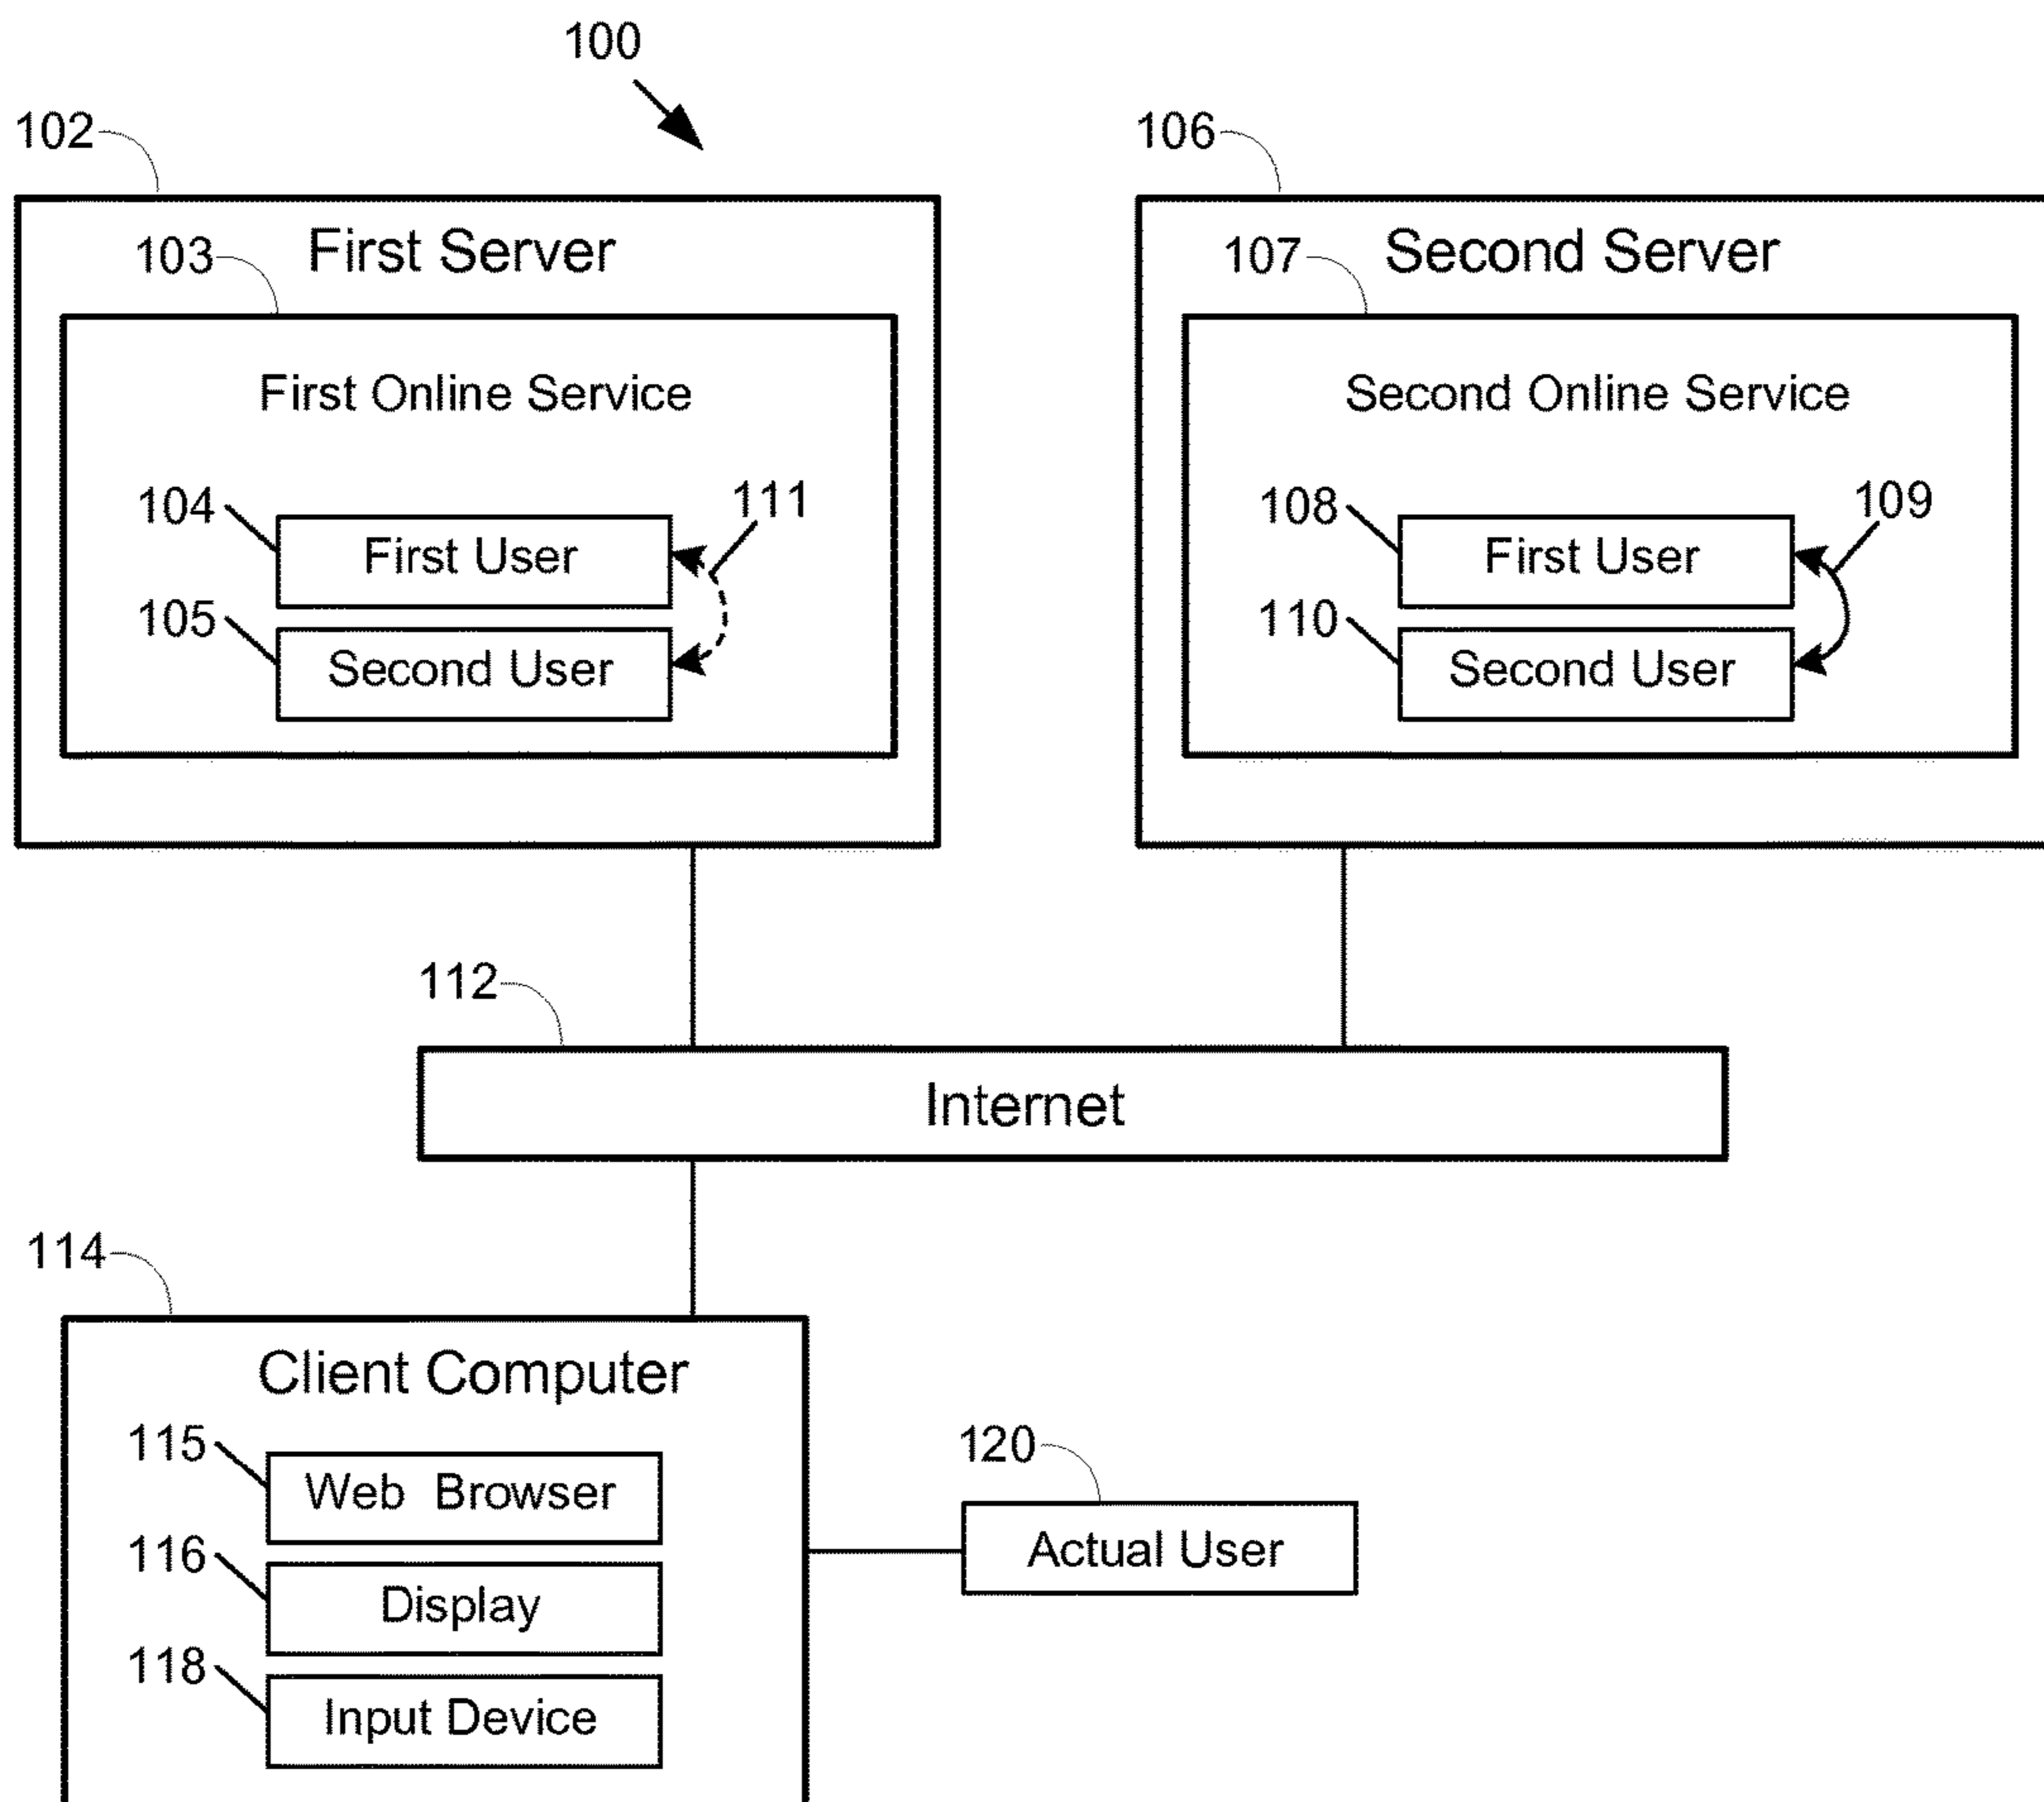 100
102
106
First Server
103
Second Server
107
First Online Service
Second Online Service
104
First User
111
105
Second User
108
First User
109
110
Second User
112
Internet
114
Client Computer
115
Web Browser
116
Display
118
Input Device
120
Actual User